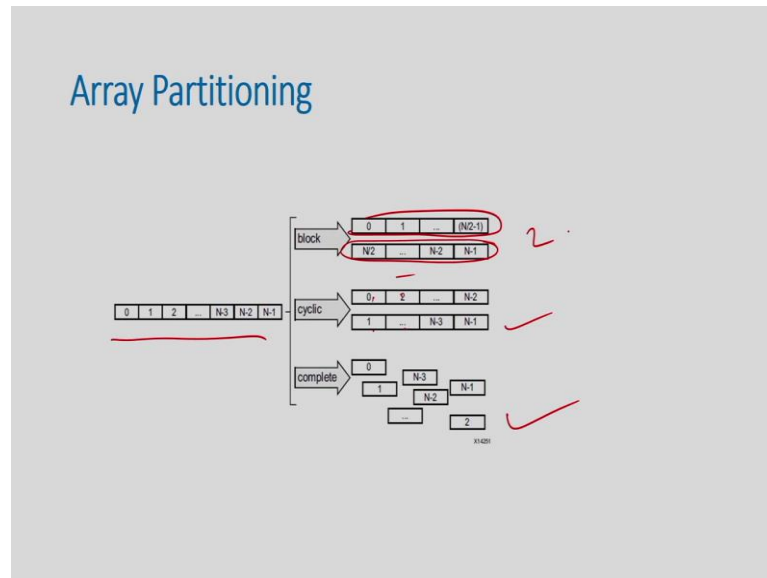 Array Partitioning
block
0 1 ... (N/2-1)
N/2 ... N-2 N-1
2
0 1 2 ... N-3 N-2 N-1
cyclic
0 2 ... N-2
1 ... N-3 N-1
complete
0
N-3
1
N-1
N-2
...
2
X14251